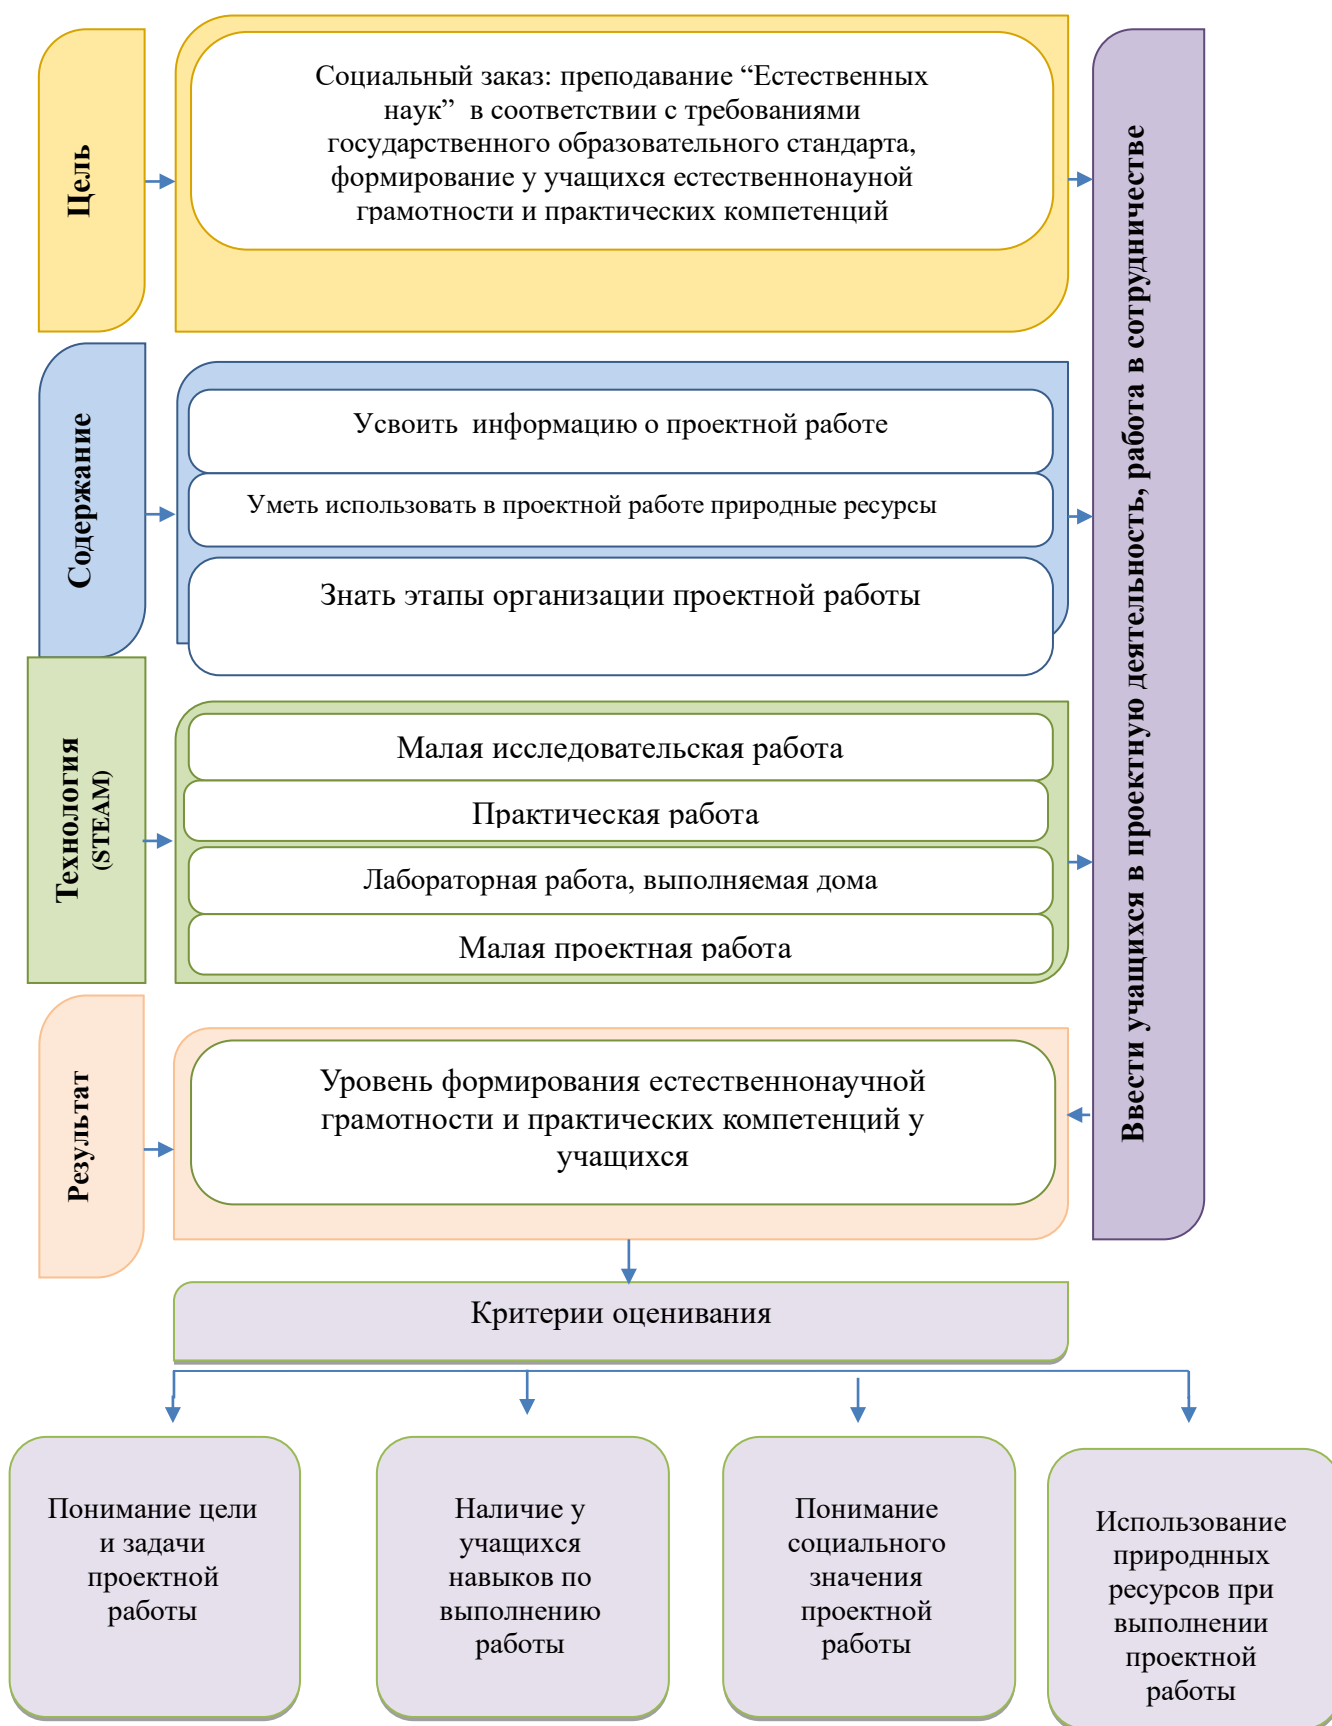 Цель
Социальный заказ: преподавание “Естественных
наук” в соответствии с требованиями
государственного образовательного стандарта,
формирование у учащихся естественнонауной
грамотности и практических компетенций
Содержание
Усвоить информацию о проектной работе
Уметь использовать в проектной работе природные ресурсы
Знать этапы организации проектной работы
Технология
(STEAM)
Малая исследовательская работа
Практическая работа
Лабораторная работа, выполняемая дома
Малая проектная работа
Результат
Уровень формирования естественнонаучной
грамотности и практических компетенций у
учащихся
Ввести учащихся в проектную деятельность, работа в сотрудничестве
Критерии оценивания
Понимание цели
и задачи
проектной
работы
Наличие у
учащихся
навыков по
выполнению
работы
Понимание
социального
значения
проектной
работы
Использование
природнных
ресурсов при
выполнении
проектной
работы